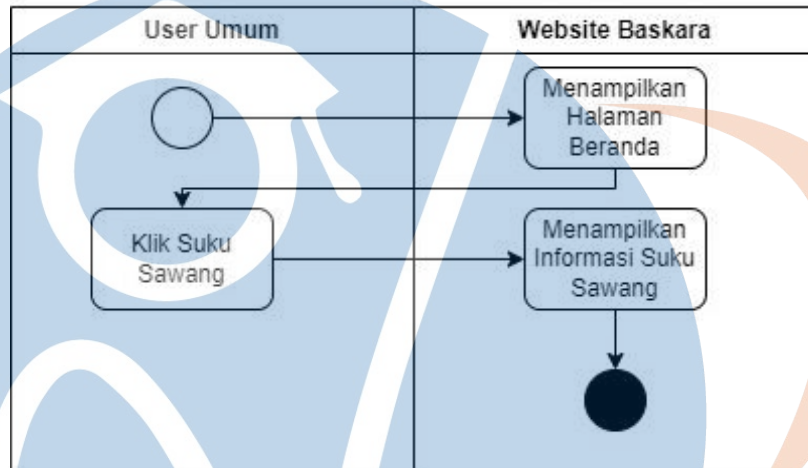 User Umum
Website Baskara
Menampilkan
Halaman
Beranda
Klik Suku
Sawang
Menampilkan
Informasi Suku
Sawang